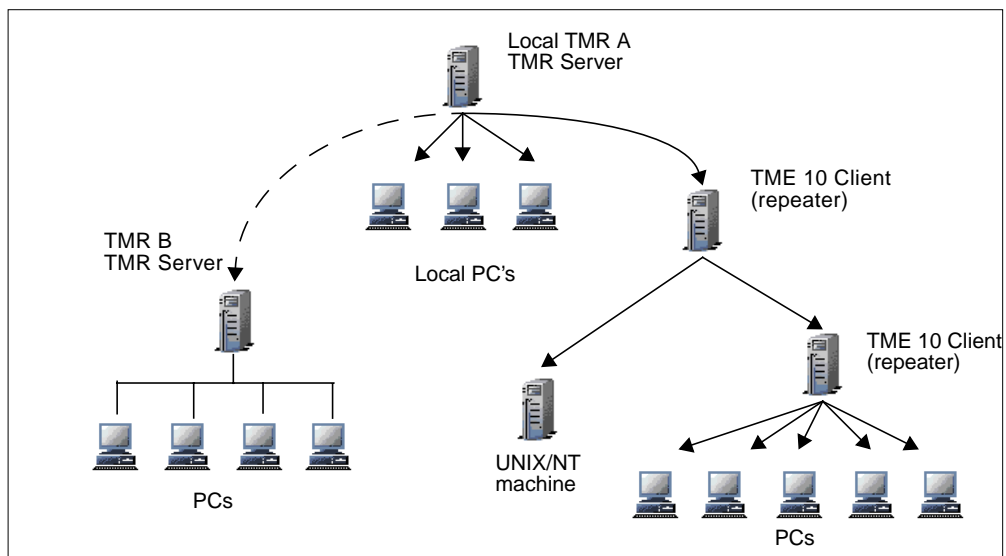 Local TMR A
TMR Server
TME 10 Client
(repeater)
TMR B
TMR Server
Local PC's
TME 10 Client
(repeater)
UNIX/NT
machine
PCs
PCs